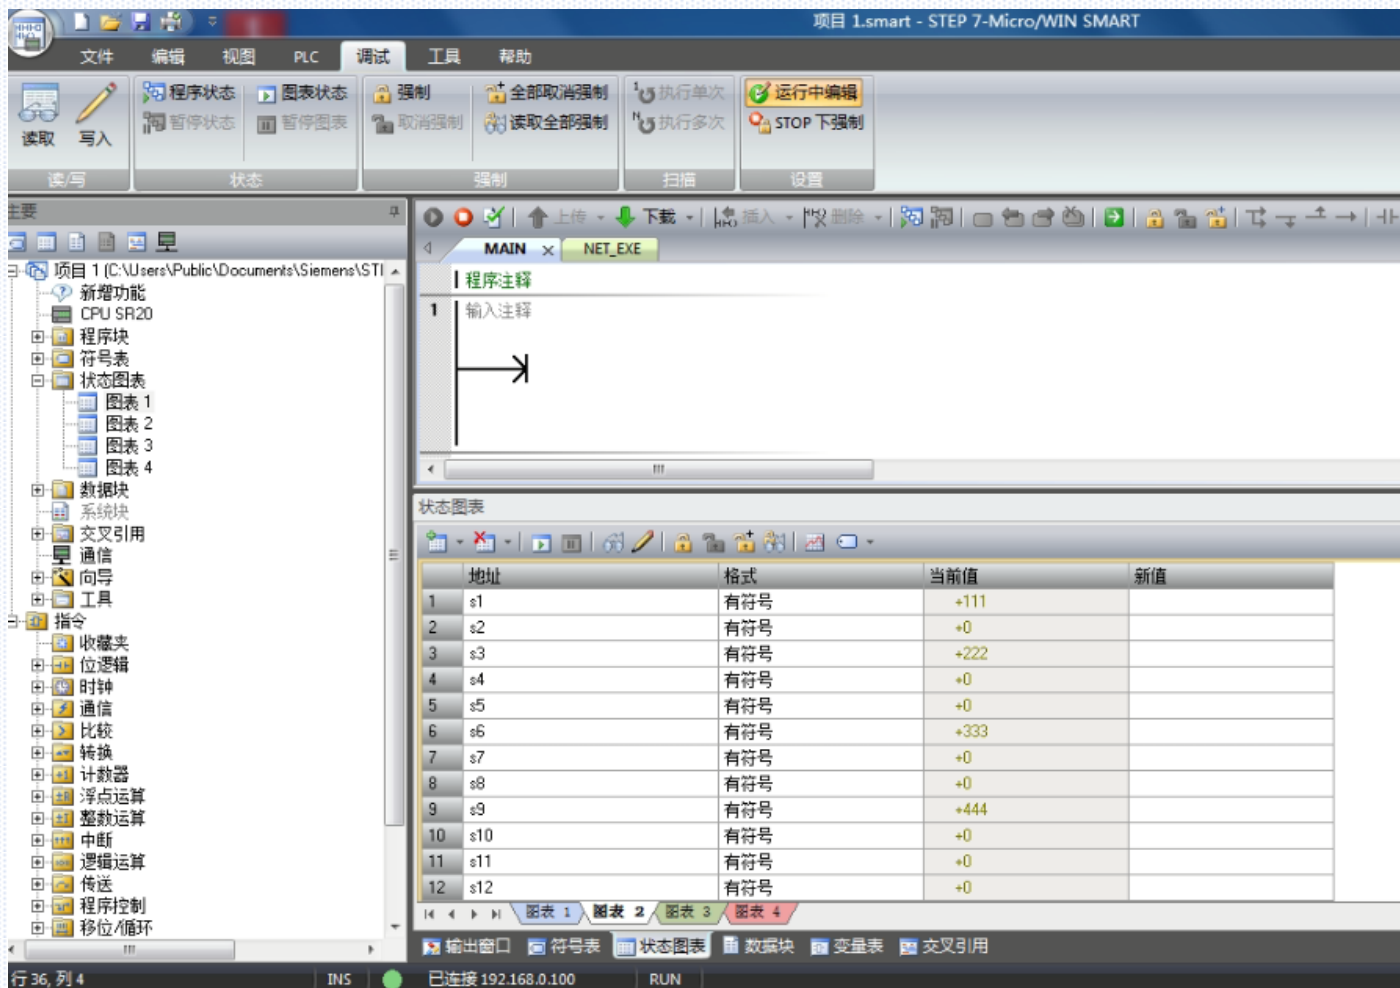 项目 1.smart - STEP 7-Micro/WIN SMART
文件 编辑 视图 PLC 调试 工具 帮助
读取 写入 程序状态 图表状态 强制 全部取消强制 执行单次 运行中编辑
暂停状态 暂停图表 取消强制 读取全部强制 执行多次 STOP 下强制
读/写 状态 强制 扫描 设置
主要
上传 下载 插入 删除
项目 1 (C:\Users\Public\Documents\Siemens\STI
新增功能
CPU SR20
程序块
符号表
状态图表
图表 1
图表 2
图表 3
图表 4
数据块
系统块
交叉引用
通信
向导
工具
指令
收藏夹
位逻辑
时钟
通信
比较
转换
计数器
浮点运算
整数运算
中断
逻辑运算
传送
程序控制
移位/循环
MAIN NET_EXE
程序注释
1 输入注释
状态图表
地址 格式 当前值 新值
1 s1 有符号 +111
2 s2 有符号 +0
3 s3 有符号 +222
4 s4 有符号 +0
5 s5 有符号 +0
6 s6 有符号 +333
7 s7 有符号 +0
8 s8 有符号 +0
9 s9 有符号 +444
10 s10 有符号 +0
11 s11 有符号 +0
12 s12 有符号 +0
图表 1 图表 2 图表 3 图表 4
输出窗口 符号表 状态图表 数据块 变量表 交叉引用
行 36, 列 4 INS 已连接 192.168.0.100 RUN